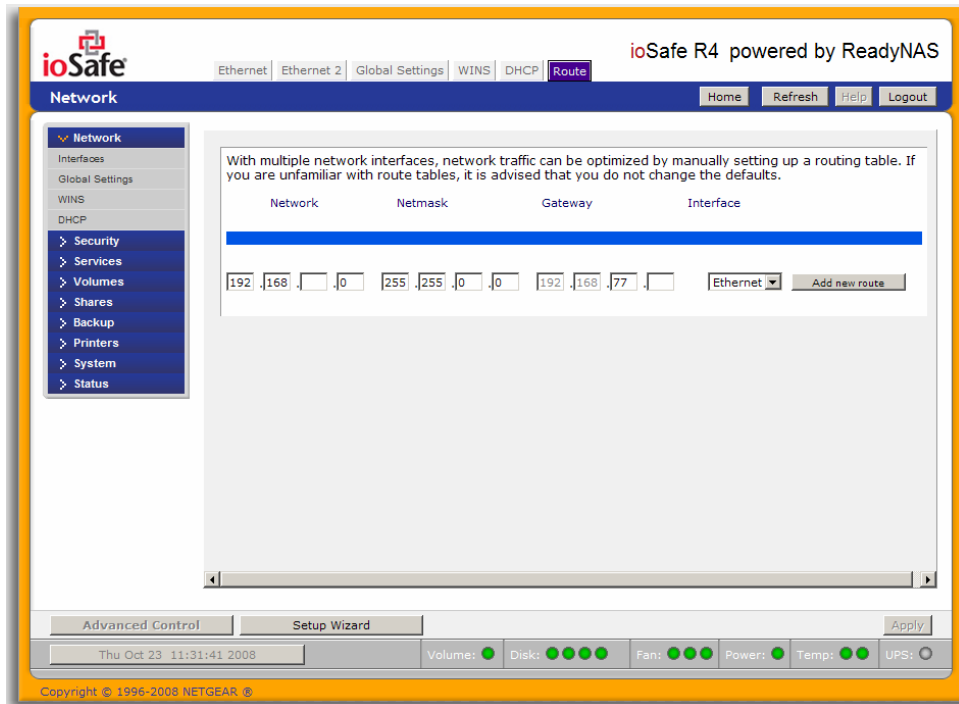 ioSafe
ioSafe R4 powered by ReadyNAS
Ethernet Ethernet 2 Global Settings WINS DHCP Route
Network
Home Refresh Help Logout
Network
Interfaces
Global Settings
WINS
DHCP
Security
Services
Volumes
Shares
Backup
Printers
System
Status
With multiple network interfaces, network traffic can be optimized by manually setting up a routing table. If
you are unfamiliar with route tables, it is advised that you do not change the defaults.
Network Netmask Gateway Interface
192 .168 . .0 255 .255 .0 .0 192 .168 .77 . Ethernet Add new route
Advanced Control Setup Wizard Apply
Thu Oct 23 11:31:41 2008 Volume: Disk: Fan: Power: Temp: UPS:
Copyright © 1996-2008 NETGEAR ®